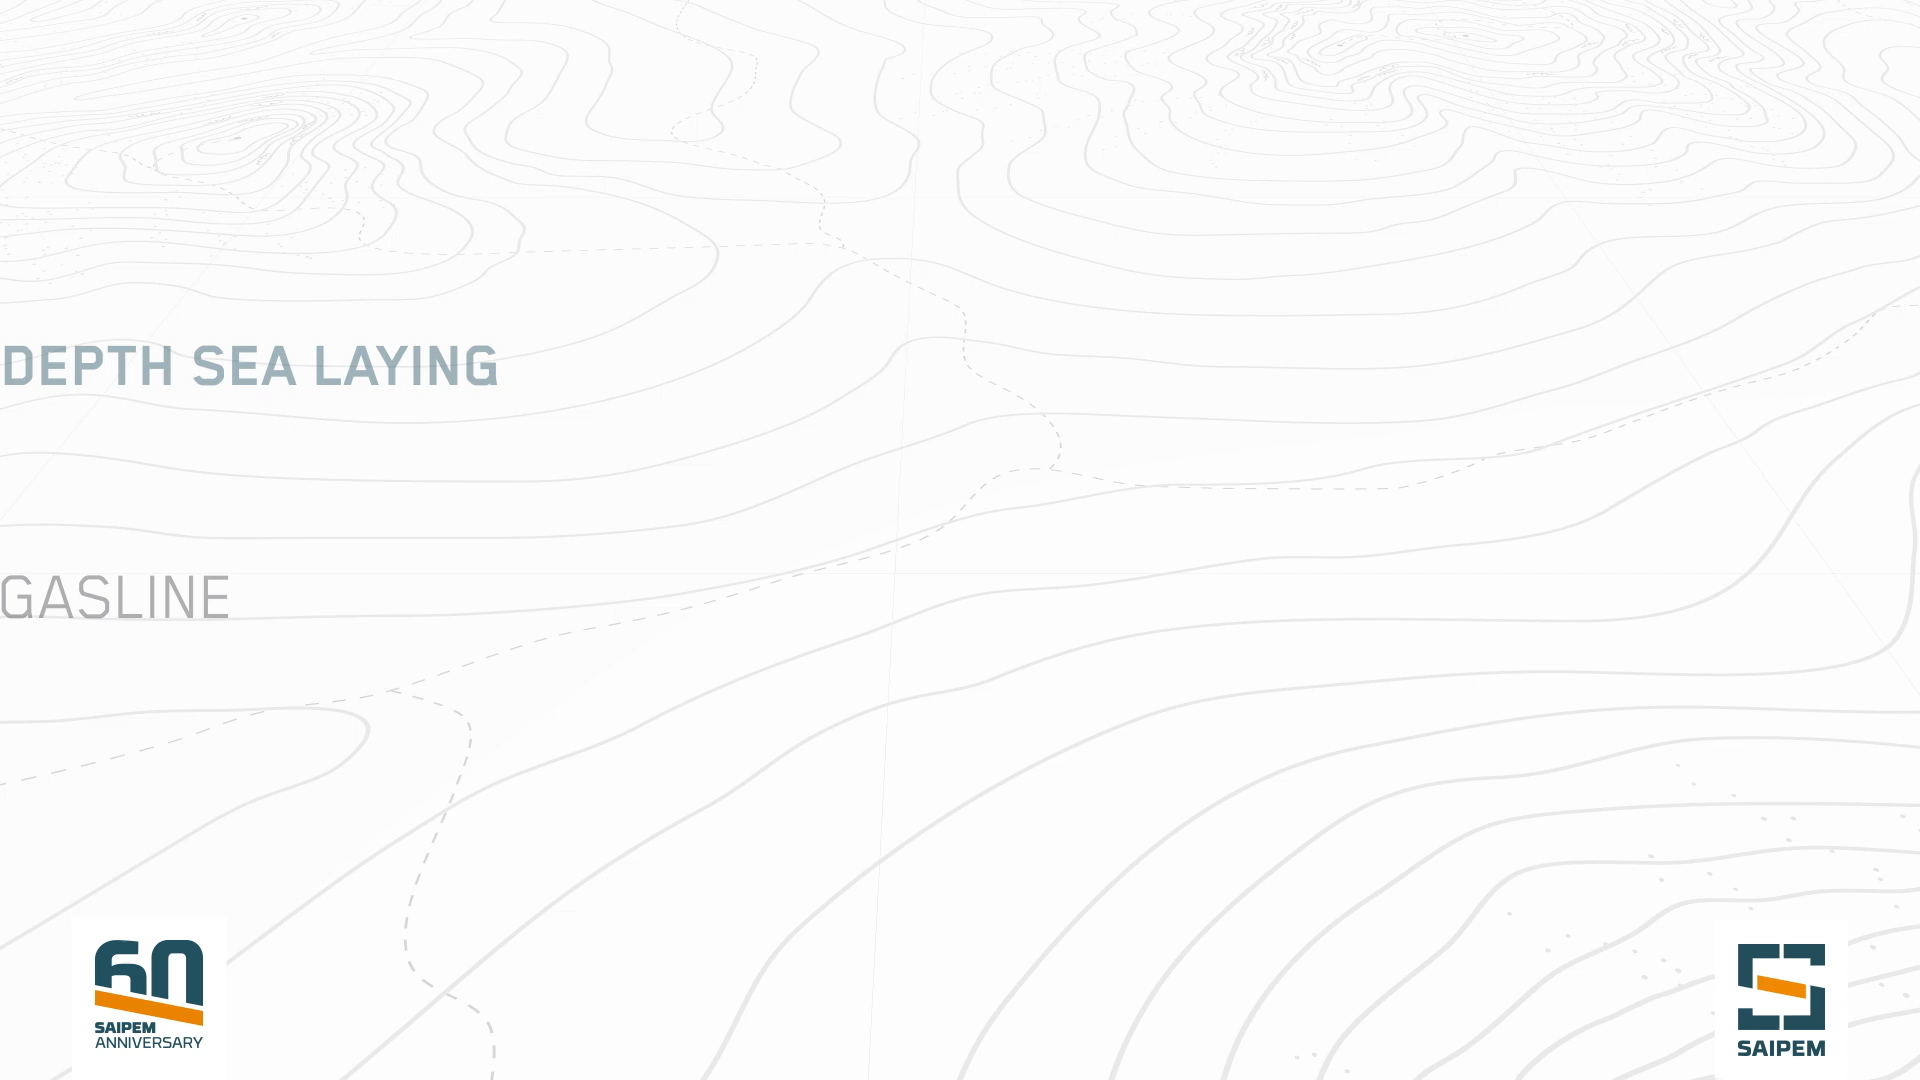 DEPTH SEA LAYING
GASLINE
60
SAIPEM
ANNIVERSARY
SAIPEM